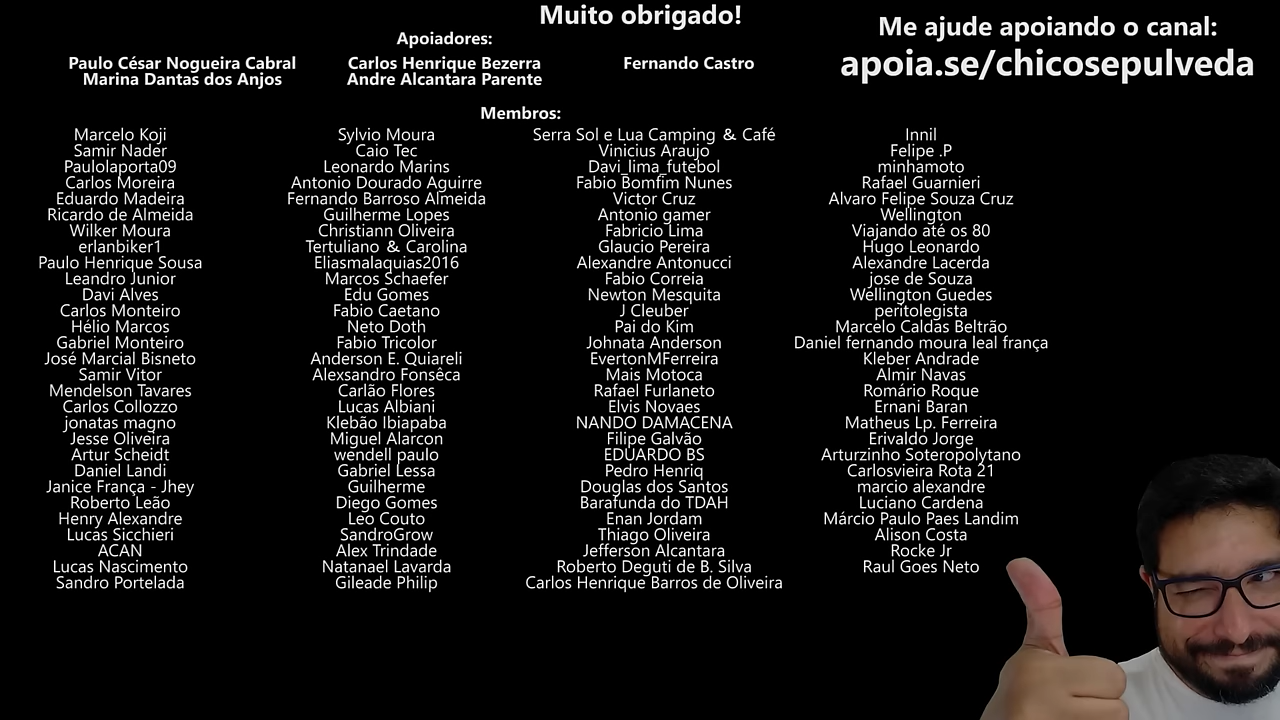 Muito obrigado!
Me ajude apoiando o canal:
apoia.se/chicosepulveda
Apoiadores:
Paulo César Nogueira Cabral
Marina Dantas dos Anjos
Carlos Henrique Bezerra
Andre Alcantara Parente
Fernando Castro
Membros:
Marcelo Koji
Samir Nader
Paulolaporta09
Carlos Moreira
Eduardo Madeira
Ricardo de Almeida
Wilker Moura
erlanbiker1
Paulo Henrique Sousa
Leandro Junior
Davi Alves
Carlos Monteiro
Hélio Marcos
Gabriel Monteiro
José Marcial Bisneto
Samir Vitor
Mendelson Tavares
Carlos Collozzo
jonatas magno
Jesse Oliveira
Artur Scheidt
Daniel Landi
Janice França - Jhey
Roberto Leão
Henry Alexandre
Lucas Sicchieri
ACAN
Lucas Nascimento
Sandro Portelada
Sylvio Moura
Caio Tec
Leonardo Marins
Antonio Dourado Aguirre
Fernando Barroso Almeida
Guilherme Lopes
Christiann Oliveira
Tertuliano & Carolina
Eliasmalaquias2016
Marcos Schaefer
Edu Gomes
Fabio Caetano
Neto Doth
Fabio Tricolor
Anderson E. Quiareli
Alexsandro Fonsêca
Carlão Flores
Lucas Albiani
Klebão Ibiapaba
Miguel Alarcon
wendell paulo
Gabriel Lessa
Guilherme
Diego Gomes
Leo Couto
SandroGrow
Alex Trindade
Natanael Lavarda
Gileade Philip
Serra Sol e Lua Camping & Café
Vinicius Araujo
Davi_lima_futebol
Fabio Bomfim Nunes
Victor Cruz
Antonio gamer
Fabricio Lima
Glaucio Pereira
Alexandre Antonucci
Fabio Correia
Newton Mesquita
J Cleuber
Pai do Kim
Johnata Anderson
EvertonMFerreira
Mais Motoca
Rafael Furlaneto
Elvis Novaes
NANDO DAMACENA
Filipe Galvão
EDUARDO BS
Pedro Henriq
Douglas dos Santos
Barafunda do TDAH
Enan Jordam
Thiago Oliveira
Jefferson Alcantara
Roberto Deguti de B. Silva
Carlos Henrique Barros de Oliveira
Innil
Felipe .P
minhamoto
Rafael Guarnieri
Alvaro Felipe Souza Cruz
Wellington
Viajando até os 80
Hugo Leonardo
Alexandre Lacerda
jose de Souza
Wellington Guedes
peritolegista
Marcelo Caldas Beltrão
Daniel fernando moura leal frança
Kleber Andrade
Almir Navas
Romário Roque
Ernani Baran
Matheus Lp. Ferreira
Erivaldo Jorge
Arturzinho Soteropolytano
Carlosvieira Rota 21
marcio alexandre
Luciano Cardena
Márcio Paulo Paes Landim
Alison Costa
Rocke Jr
Raul Goes Neto